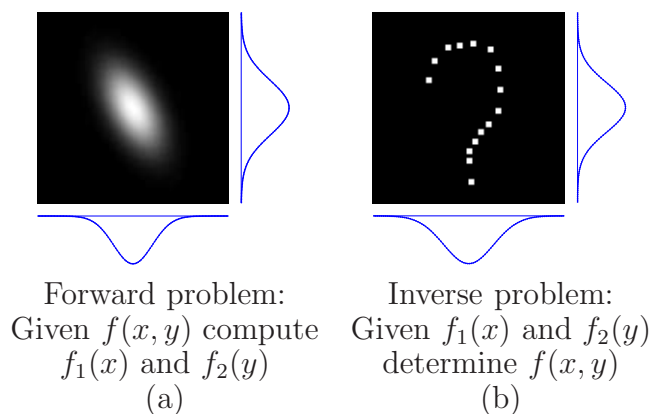 Forward problem:
Given f(x, y) compute
f₁(x) and f₂(y)
(a)
Inverse problem:
Given f₁(x) and f₂(y)
determine f(x, y)
(b)